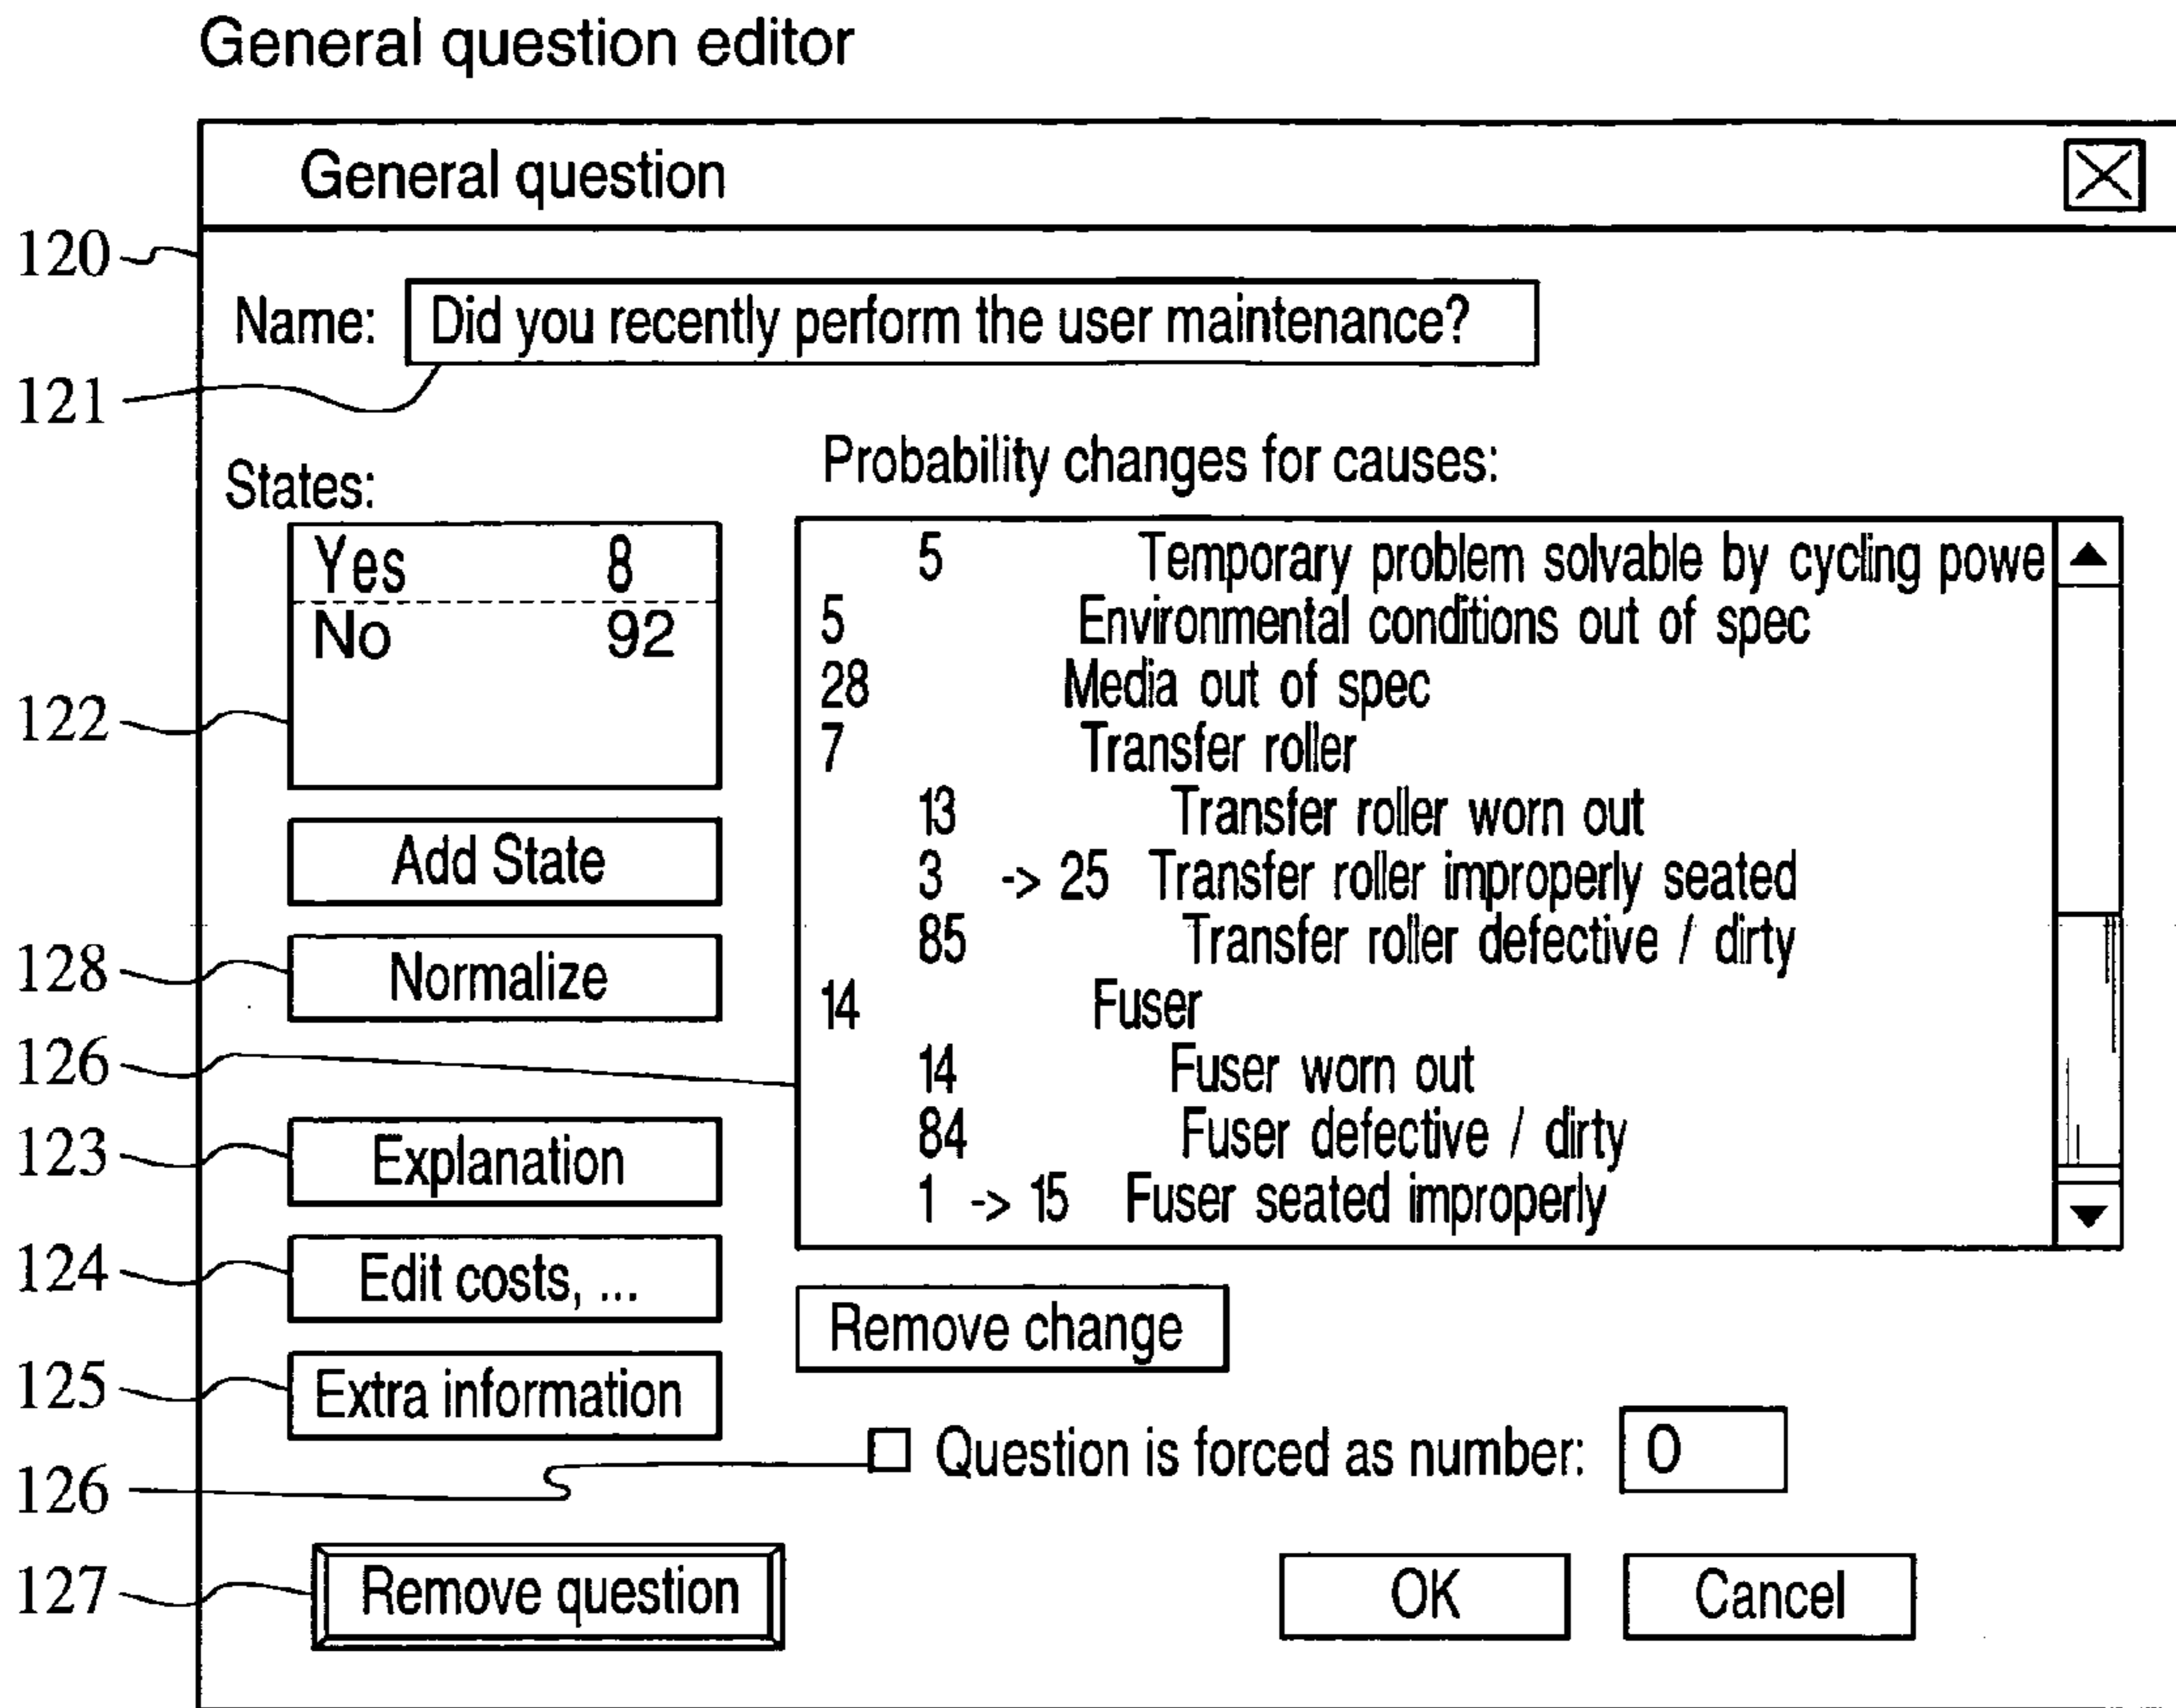 General question editor
General question
120
Name: Did you recently perform the user maintenance?
121
Probability changes for causes:
States:
Yes 8
No 92
122
Add State
128 Normalize
126
123 Explanation
124 Edit costs, ...
125 Extra information
5 Temporary problem solvable by cycling powe
5 Environmental conditions out of spec
28 Media out of spec
7 Transfer roller
13 Transfer roller worn out
3 -> 25 Transfer roller improperly seated
85 Transfer roller defective / dirty
14 Fuser
14 Fuser worn out
84 Fuser defective / dirty
1 -> 15 Fuser seated improperly
Remove change
126 Question is forced as number: 0
127 Remove question OK Cancel